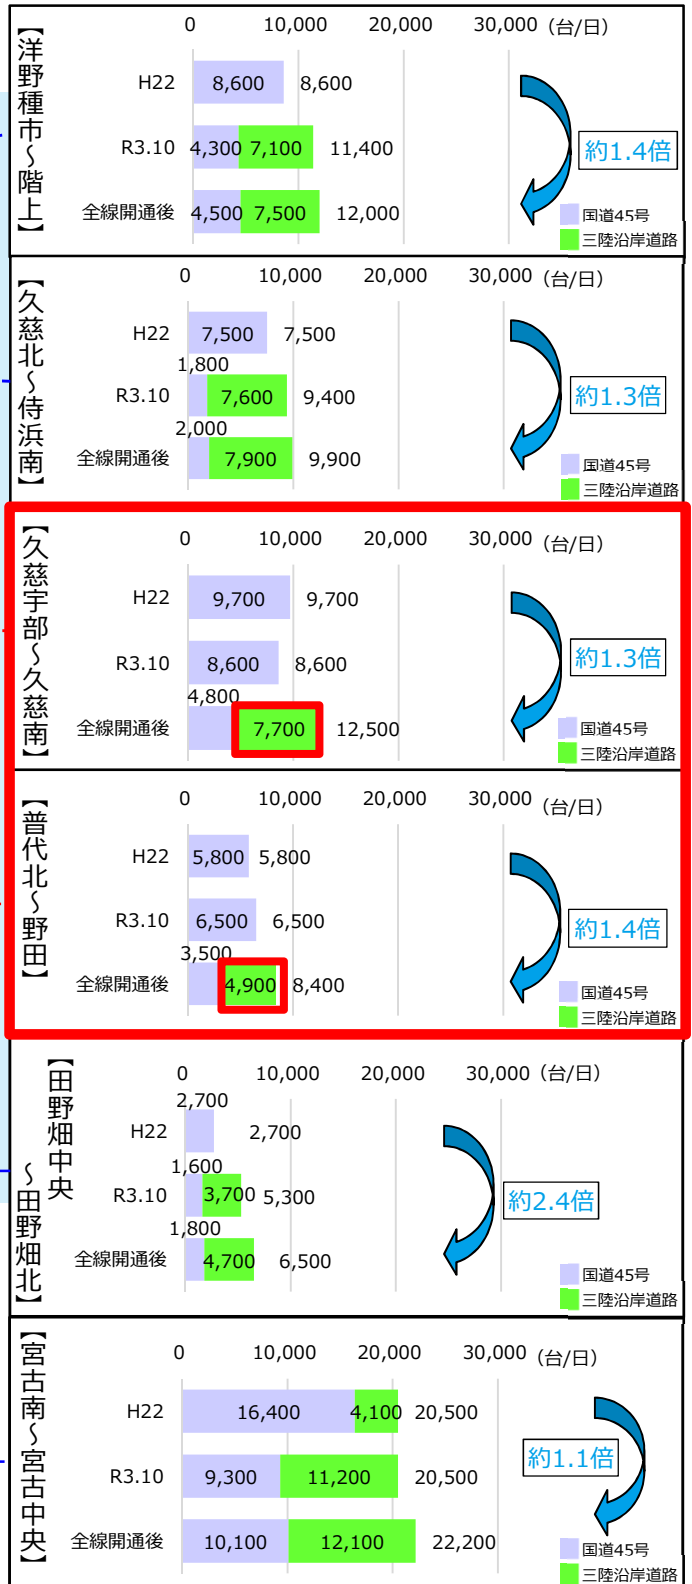 【洋野種市～階上】
0 10,000 20,000 30,000 (台/日)
H22 8,600 8,600
R3.10 4,300 7,100 11,400
全線開通後 4,500 7,500 12,000
約1.4倍
国道45号
三陸沿岸道路
【久慈北～侍浜南】
0 10,000 20,000 30,000 (台/日)
H22 7,500 7,500
1,800
R3.10 7,600 9,400
2,000
全線開通後 7,900 9,900
約1.3倍
国道45号
三陸沿岸道路
【久慈宇部～久慈南】
0 10,000 20,000 30,000 (台/日)
H22 9,700 9,700
R3.10 8,600 8,600
4,800
全線開通後 7,700 12,500
約1.3倍
国道45号
三陸沿岸道路
【普代北～野田】
0 10,000 20,000 30,000 (台/日)
H22 5,800 5,800
R3.10 6,500 6,500
3,500
全線開通後 4,900 8,400
約1.4倍
国道45号
三陸沿岸道路
【田野畑中央
～田野畑北】
0 10,000 20,000 30,000 (台/日)
2,700
H22 2,700
1,600
R3.10 3,700 5,300
1,800
全線開通後 4,700 6,500
約2.4倍
国道45号
三陸沿岸道路
【宮古南～宮古中央】
0 10,000 20,000 30,000 (台/日)
H22 16,400 4,100 20,500
R3.10 9,300 11,200 20,500
全線開通後 10,100 12,100 22,200
約1.1倍
国道45号
三陸沿岸道路